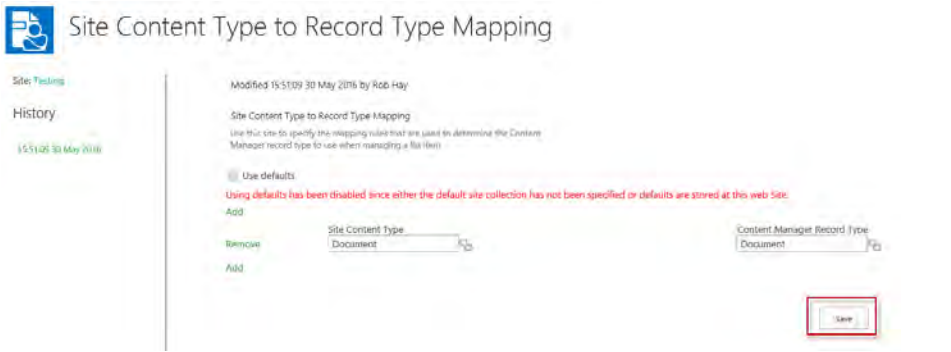 Site Content Type to Record Type Mapping
Site: Testing
History
15:51:09 30 May 2016
Modified 15:51:09 30 May 2016 by Rob Hay
Site Content Type to Record Type Mapping
Use this site to specify the mapping rules that are used to determine the Content
Manager record type to use when managing a list item
Use defaults
Using defaults has been disabled since either the default site collection has not been specified or defaults are stored at this web Site.
Add
Site Content Type Content Manager Record Type
Remove Document Document
Add
Save